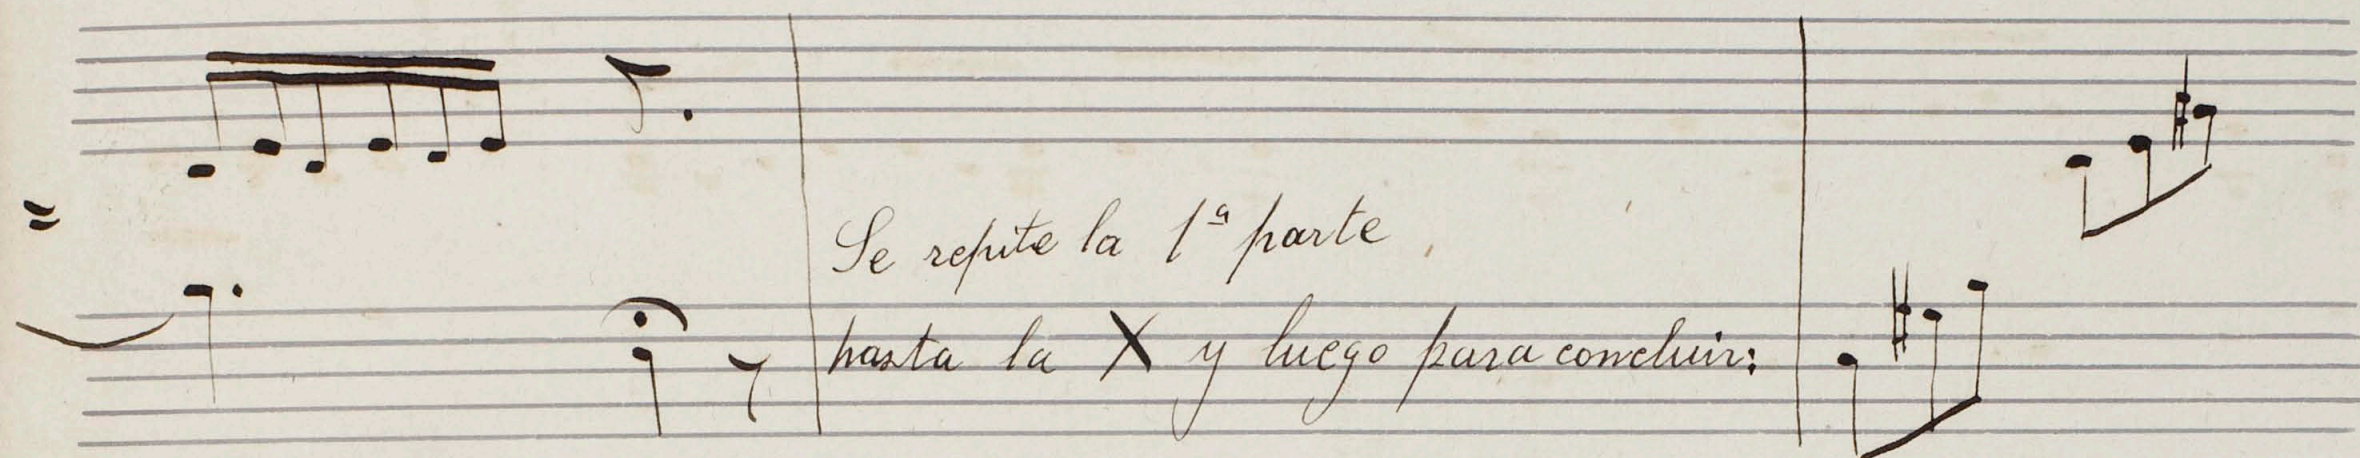 Se repite la 1ª parte
hasta la X y luego para concluir: